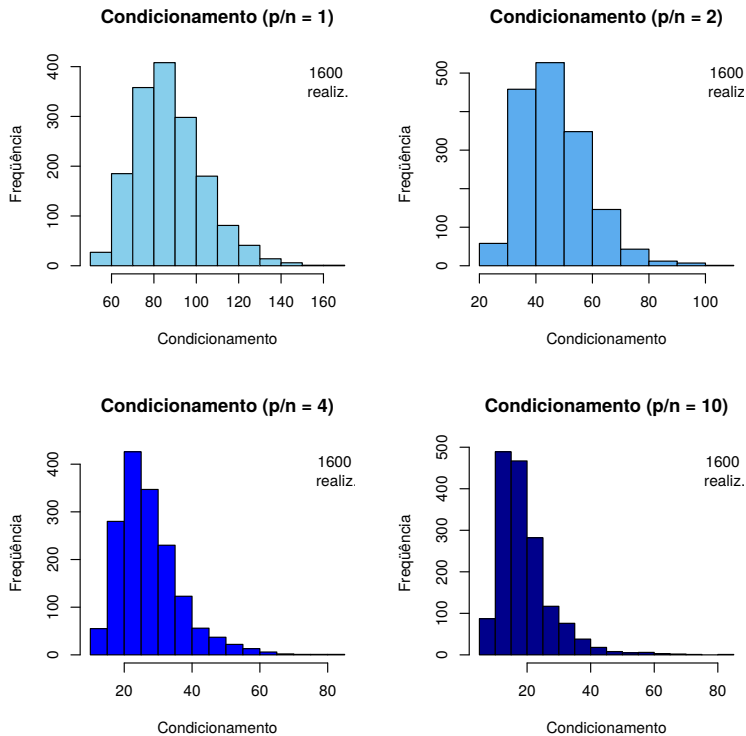 Condicionamento (p/n = 1)
1600
realiz.
Freqüência
0
100
200
300
400
60 80 100 120 140 160
Condicionamento
Condicionamento (p/n = 2)
1600
realiz
Freqüência
0
100
300
500
20 40 60 80 100
Condicionamento
Condicionamento (p/n = 4)
1600
realiz.
Freqüência
0
100
200
300
400
20 40 60 80
Condicionamento
Condicionamento (p/n = 10)
1600
realiz.
Freqüência
0
100
200
300
400
500
20 40 60 80
Condicionamento